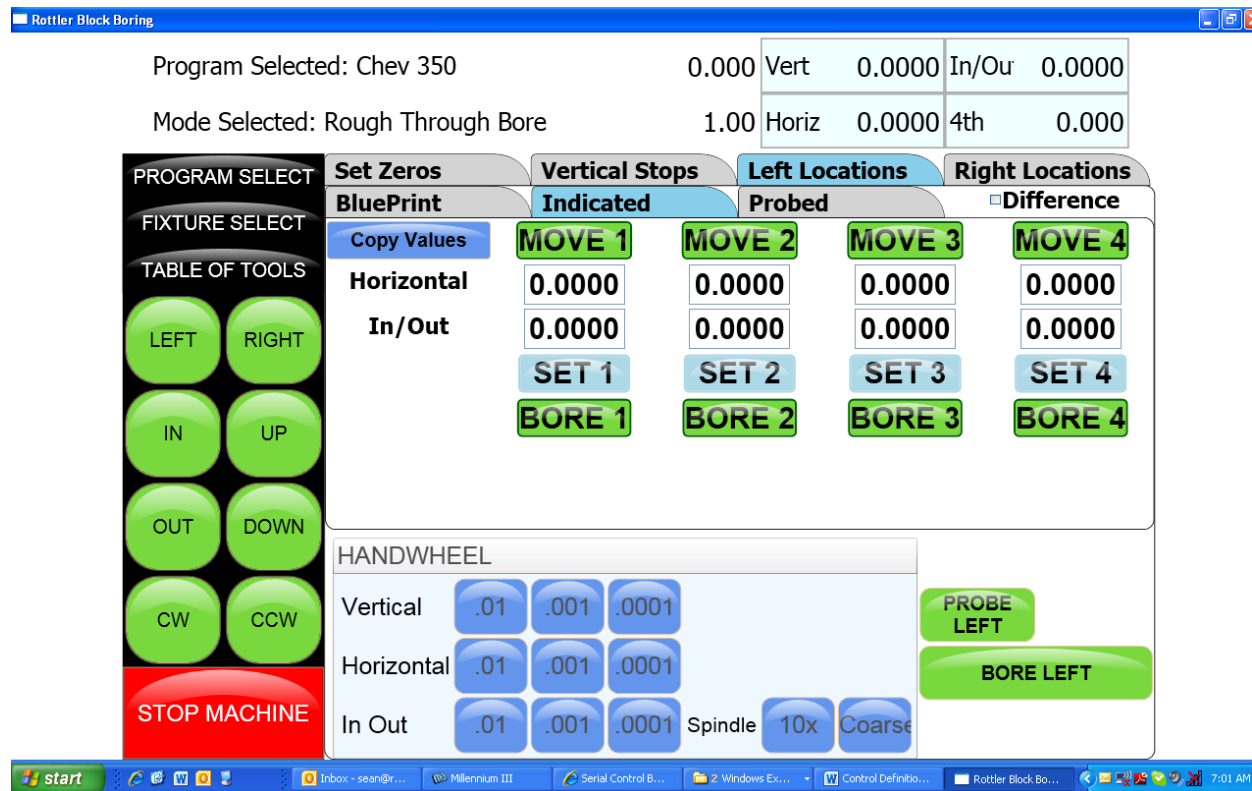 Rottler Block Boring
Program Selected: Chev 350
0.000 Vert 0.0000 In/Ou 0.0000
Mode Selected: Rough Through Bore
1.00 Horiz 0.0000 4th 0.000
PROGRAM SELECT
FIXTURE SELECT
TABLE OF TOOLS
LEFT RIGHT
IN UP
OUT DOWN
CW CCW
STOP MACHINE
Set Zeros Vertical Stops Left Locations Right Locations
BluePrint Indicated Probed Difference
Copy Values MOVE 1 MOVE 2 MOVE 3 MOVE 4
Horizontal 0.0000 0.0000 0.0000 0.0000
In/Out 0.0000 0.0000 0.0000 0.0000
SET 1 SET 2 SET 3 SET 4
BORE 1 BORE 2 BORE 3 BORE 4
HANDWHEEL
Vertical .01 .001 .0001
Horizontal .01 .001 .0001
In Out .01 .001 .0001 Spindle 10x Coarse
PROBE
LEFT
BORE LEFT
start Inbox - sean@r... Millennium III Serial Control B... 2 Windows Ex... Control Definitio... Rottler Block Bo... 7:01 AM